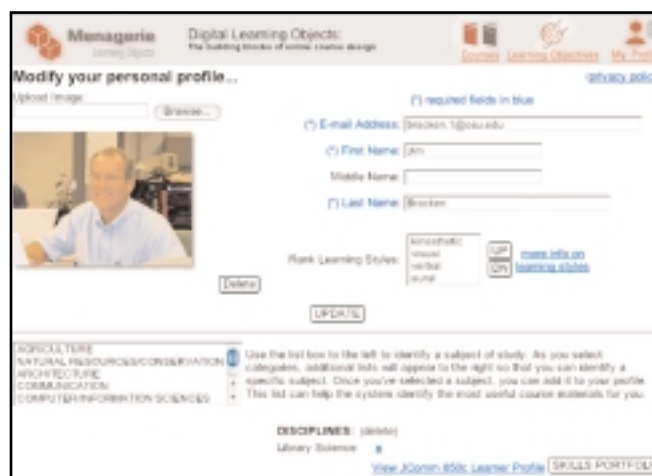 Menagerie
Learning Objects
Digital Learning Objects:
The building blocks of online course design
Courses
Learning Objectives
My Prof
Modify your personal profile...
(privacy polic
Upload Image:
Browse...
(*) required fields in blue
(*) E-mail Address: bracken.1@osu.edu
(*) First Name: Jim
Middle Name:
(*) Last Name: Bracken
Rank Learning Styles:
kinesthetic
visual
verbal
aural
UP
DN
more info on
learning styles
Delete
UPDATE
AGRICULTURE
NATURAL RESOURCES/CONSERVATION
ARCHITECTURE
COMMUNICATION
COMPUTER/INFORMATION SCIENCES
Use the list box to the left to identify a subject of study. As you select
categories, additional lists will appear to the right so that you can identify a
specific subject. Once you've selected a subject, you can add it to your profile.
This list can help the system identify the most useful course materials for you.
DISCIPLINES: (delete)
Library Science x
View JComm 850c Learner Profile
SKILLS PORTFOLI